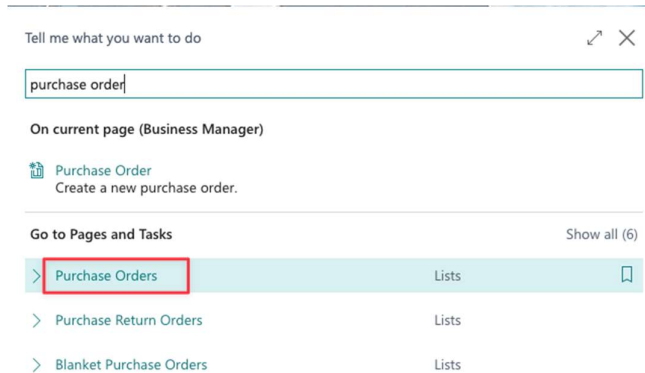 Tell me what you want to do
purchase order
On current page (Business Manager)
Purchase Order
Create a new purchase order.
Go to Pages and Tasks Show all (6)
Purchase Orders Lists
Purchase Return Orders Lists
Blanket Purchase Orders Lists